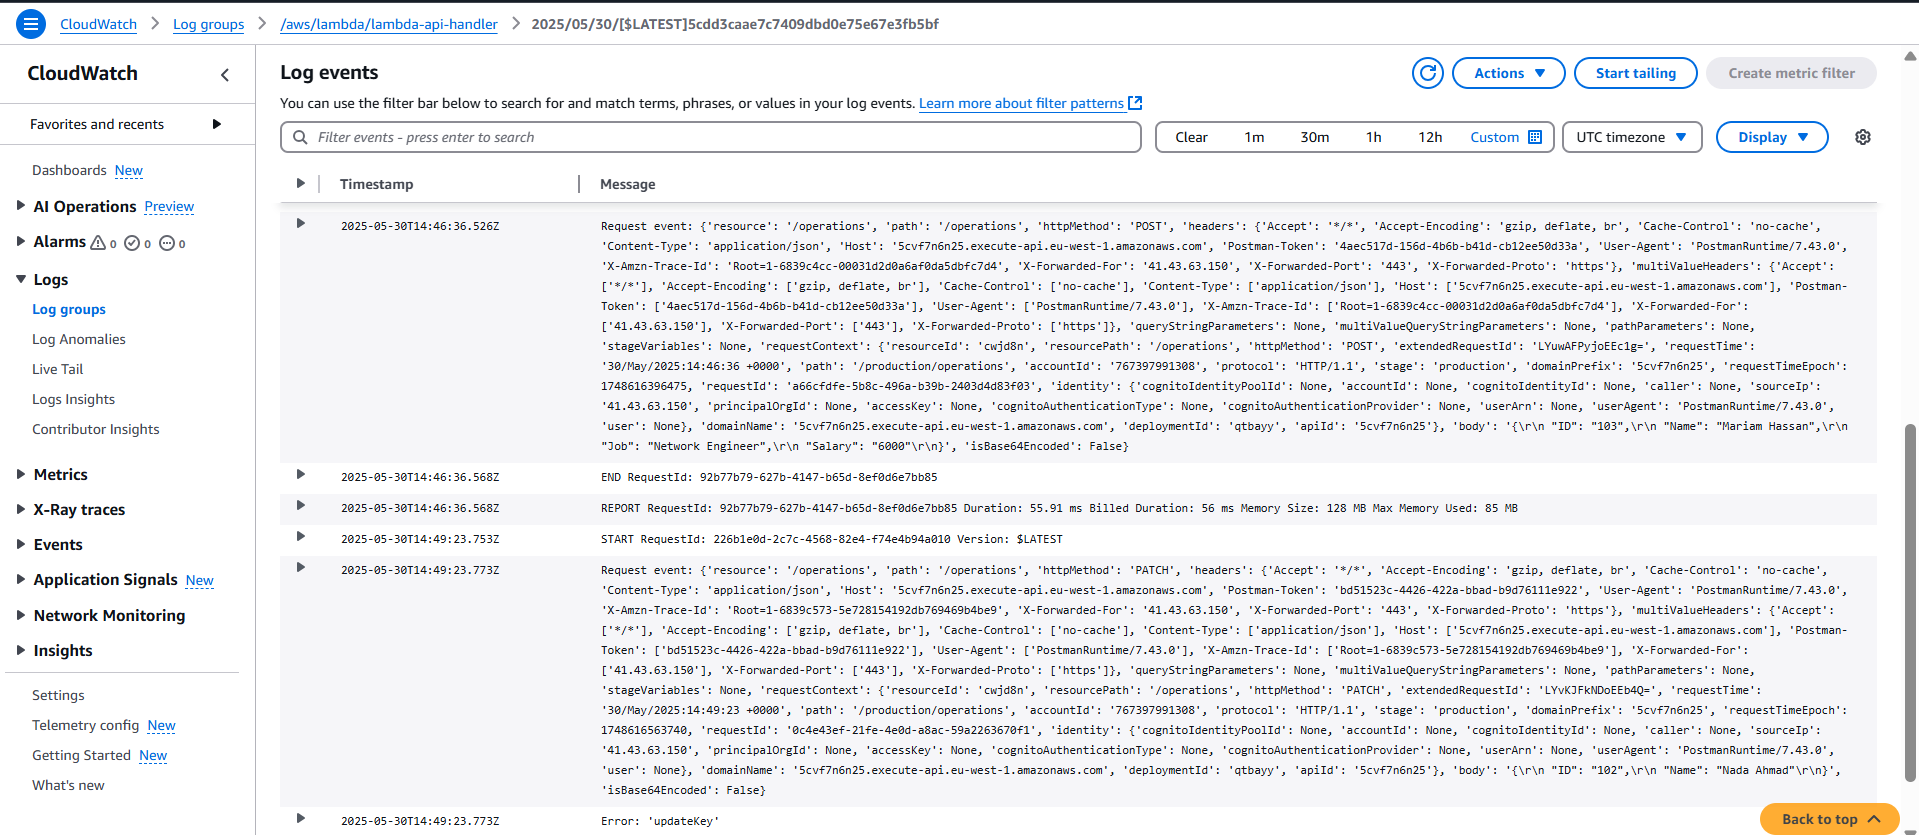 CloudWatch
Log groups
/aws/lambda/lambda-api-handler
2025/05/30/[$LATEST]5cdd3caae7c7409dbd0e75e67e3fb5bf
CloudWatch
Favorites and recents
Dashboards New
AI Operations Preview
Alarms 0 0 0
Logs
Log groups
Log Anomalies
Live Tail
Logs Insights
Contributor Insights
Metrics
X-Ray traces
Events
Application Signals New
Network Monitoring
Insights
Settings
Telemetry config New
Getting Started New
What's new
Log events
Actions
Start tailing
Create metric filter
You can use the filter bar below to search for and match terms, phrases, or values in your log events. Learn more about filter patterns
Filter events - press enter to search
Clear 1m 30m 1h 12h Custom
UTC timezone
Display
Timestamp Message
2025-05-30T14:46:36.526Z
Request event: {'resource': '/operations', 'path': '/operations', 'httpMethod': 'POST', 'headers': {'Accept': '*/*', 'Accept-Encoding': 'gzip, deflate, br', 'Cache-Control': 'no-cache',
'Content-Type': 'application/json', 'Host': '5cvf7n6n25.execute-api.eu-west-1.amazonaws.com', 'Postman-Token': '4aec517d-156d-4b6b-b41d-cb12ee50d33a', 'User-Agent': 'PostmanRuntime/7.43.0',
'X-Amzn-Trace-Id': 'Root=1-6839c4cc-00031d2d0a6af0da5dbfc7d4', 'X-Forwarded-For': '41.43.63.150', 'X-Forwarded-Port': '443', 'X-Forwarded-Proto': 'https'}, 'multiValueHeaders': {'Accept':
['*/*'], 'Accept-Encoding': ['gzip, deflate, br'], 'Cache-Control': ['no-cache'], 'Content-Type': ['application/json'], 'Host': ['5cvf7n6n25.execute-api.eu-west-1.amazonaws.com'], 'Postman-
Token': ['4aec517d-156d-4b6b-b41d-cb12ee50d33a'], 'User-Agent': ['PostmanRuntime/7.43.0'], 'X-Amzn-Trace-Id': ['Root=1-6839c4cc-00031d2d0a6af0da5dbfc7d4'], 'X-Forwarded-For':
['41.43.63.150'], 'X-Forwarded-Port': ['443'], 'X-Forwarded-Proto': ['https']}, 'queryStringParameters': None, 'multiValueQueryStringParameters': None, 'pathParameters': None,
'stageVariables': None, 'requestContext': {'resourceId': 'cwjd8n', 'resourcePath': '/operations', 'httpMethod': 'POST', 'extendedRequestId': 'LYuwAFPyjoEEc1g=', 'requestTime':
'30/May/2025:14:46:36 +0000', 'path': '/production/operations', 'accountId': '767397991308', 'protocol': 'HTTP/1.1', 'stage': 'production', 'domainPrefix': '5cvf7n6n25', 'requestTimeEpoch':
1748616396475, 'requestId': 'a66cfdfe-5b8c-496a-b39b-2403d4d83f03', 'identity': {'cognitoIdentityPoolId': None, 'accountId': None, 'cognitoIdentityId': None, 'caller': None, 'sourceIp':
'41.43.63.150', 'principalOrgId': None, 'accessKey': None, 'cognitoAuthenticationType': None, 'cognitoAuthenticationProvider': None, 'userArn': None, 'userAgent': 'PostmanRuntime/7.43.0',
'user': None}, 'domainName': '5cvf7n6n25.execute-api.eu-west-1.amazonaws.com', 'deploymentId': 'qtbayy', 'apiId': '5cvf7n6n25'}, 'body': '{\r\n "ID": "103",\r\n "Name": "Mariam Hassan",\r\n
"Job": "Network Engineer",\r\n "Salary": "6000"\r\n}', 'isBase64Encoded': False}
2025-05-30T14:46:36.568Z END RequestId: 92b77b79-627b-4147-b65d-8ef0d6e7bb85
2025-05-30T14:46:36.568Z REPORT RequestId: 92b77b79-627b-4147-b65d-8ef0d6e7bb85 Duration: 55.91 ms Billed Duration: 56 ms Memory Size: 128 MB Max Memory Used: 85 MB
2025-05-30T14:49:23.753Z START RequestId: 226b1e0d-2c7c-4568-82e4-f74e4b94a010 Version: $LATEST
2025-05-30T14:49:23.773Z
Request event: {'resource': '/operations', 'path': '/operations', 'httpMethod': 'PATCH', 'headers': {'Accept': '*/*', 'Accept-Encoding': 'gzip, deflate, br', 'Cache-Control': 'no-cache',
'Content-Type': 'application/json', 'Host': '5cvf7n6n25.execute-api.eu-west-1.amazonaws.com', 'Postman-Token': 'bd51523c-4426-422a-bbad-b9d76111e922', 'User-Agent': 'PostmanRuntime/7.43.0',
'X-Amzn-Trace-Id': 'Root=1-6839c573-5e728154192db769469b4be9', 'X-Forwarded-For': '41.43.63.150', 'X-Forwarded-Port': '443', 'X-Forwarded-Proto': 'https'}, 'multiValueHeaders': {'Accept':
['*/*'], 'Accept-Encoding': ['gzip, deflate, br'], 'Cache-Control': ['no-cache'], 'Content-Type': ['application/json'], 'Host': ['5cvf7n6n25.execute-api.eu-west-1.amazonaws.com'], 'Postman-
Token': ['bd51523c-4426-422a-bbad-b9d76111e922'], 'User-Agent': ['PostmanRuntime/7.43.0'], 'X-Amzn-Trace-Id': ['Root=1-6839c573-5e728154192db769469b4be9'], 'X-Forwarded-For':
['41.43.63.150'], 'X-Forwarded-Port': ['443'], 'X-Forwarded-Proto': ['https']}, 'queryStringParameters': None, 'multiValueQueryStringParameters': None, 'pathParameters': None,
'stageVariables': None, 'requestContext': {'resourceId': 'cwjd8n', 'resourcePath': '/operations', 'httpMethod': 'PATCH', 'extendedRequestId': 'LYvKJFkNDoEEb4Q=', 'requestTime':
'30/May/2025:14:49:23 +0000', 'path': '/production/operations', 'accountId': '767397991308', 'protocol': 'HTTP/1.1', 'stage': 'production', 'domainPrefix': '5cvf7n6n25', 'requestTimeEpoch':
1748616563740, 'requestId': '0c4e43ef-21fe-4e0d-a8ac-59a2263670f1', 'identity': {'cognitoIdentityPoolId': None, 'accountId': None, 'cognitoIdentityId': None, 'caller': None, 'sourceIp':
'41.43.63.150', 'principalOrgId': None, 'accessKey': None, 'cognitoAuthenticationType': None, 'cognitoAuthenticationProvider': None, 'userArn': None, 'userAgent': 'PostmanRuntime/7.43.0',
'user': None}, 'domainName': '5cvf7n6n25.execute-api.eu-west-1.amazonaws.com', 'deploymentId': 'qtbayy', 'apiId': '5cvf7n6n25'}, 'body': '{\r\n "ID": "102",\r\n "Name": "Nada Ahmad"\r\n}',
'isBase64Encoded': False}
2025-05-30T14:49:23.773Z Error: 'updateKey'
Back to top